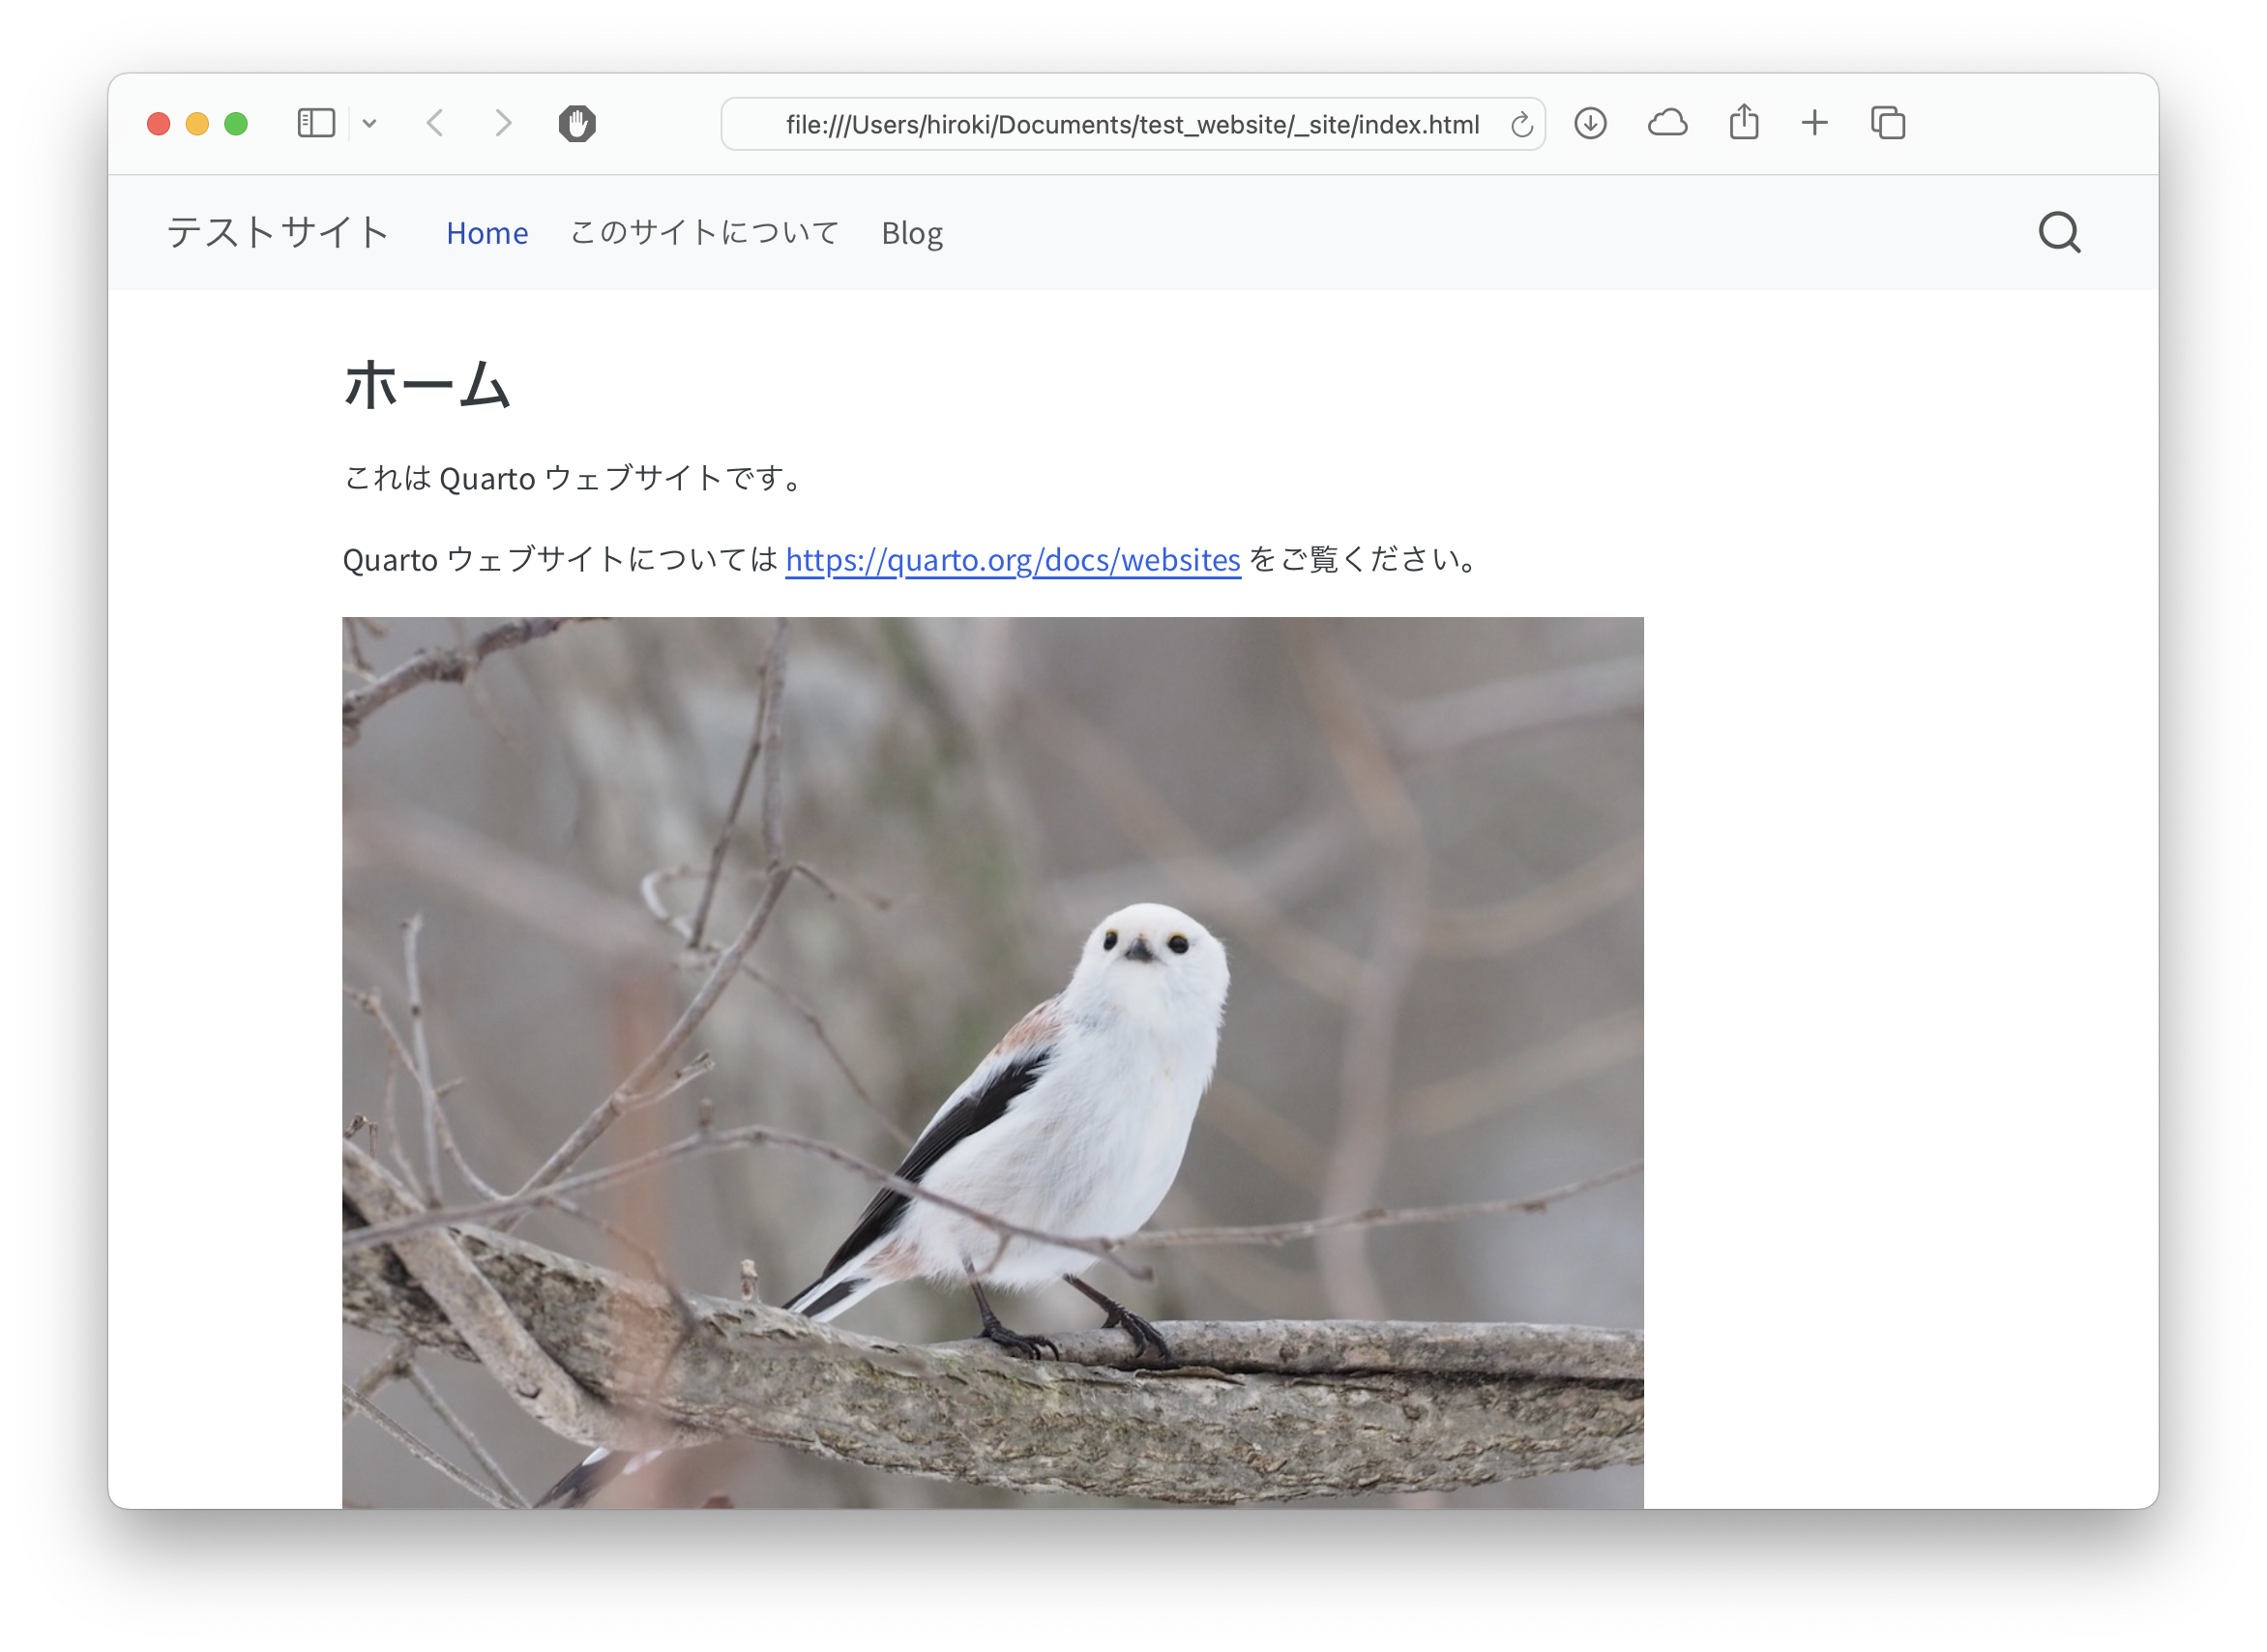 file:///Users/hiroki/Documents/test_website/_site/index.html
テストサイト Home このサイトについて Blog
ホーム
これは Quarto ウェブサイトです。
Quarto ウェブサイトについては https://quarto.org/docs/websites をご覧ください。